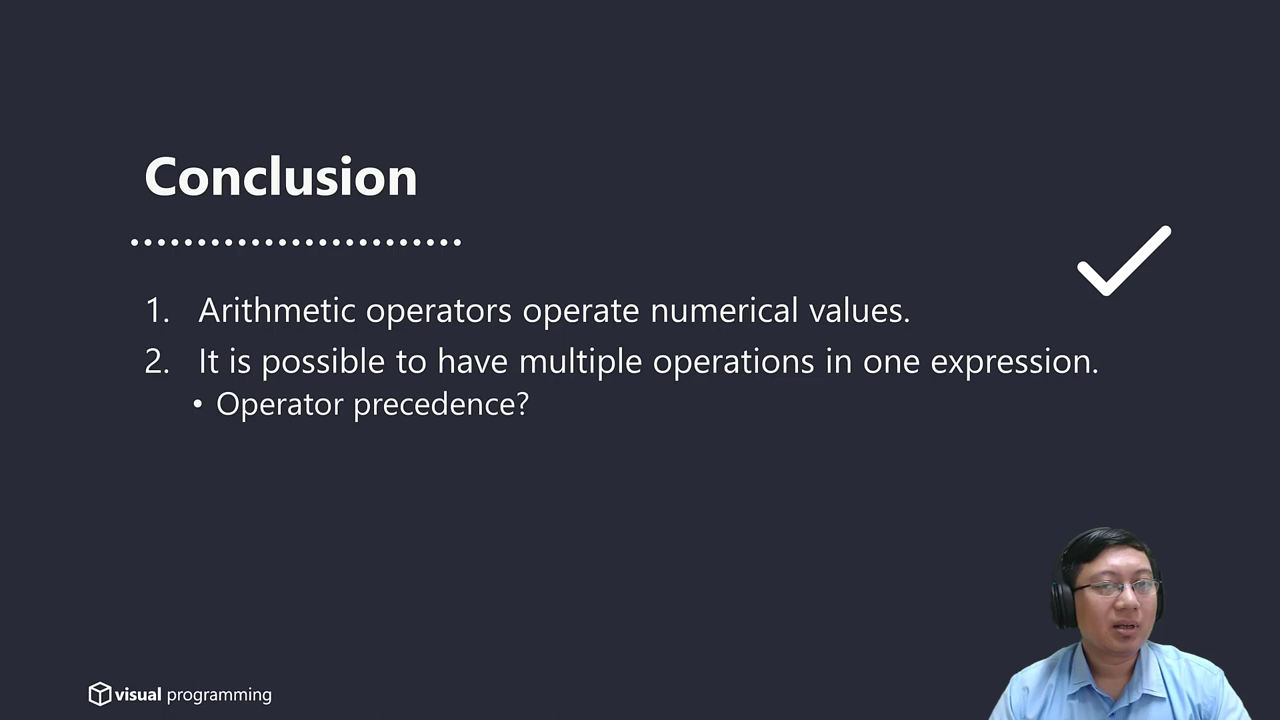 Conclusion
1. Arithmetic operators operate numerical values.
2. It is possible to have multiple operations in one expression.
• Operator precedence?
visual programming